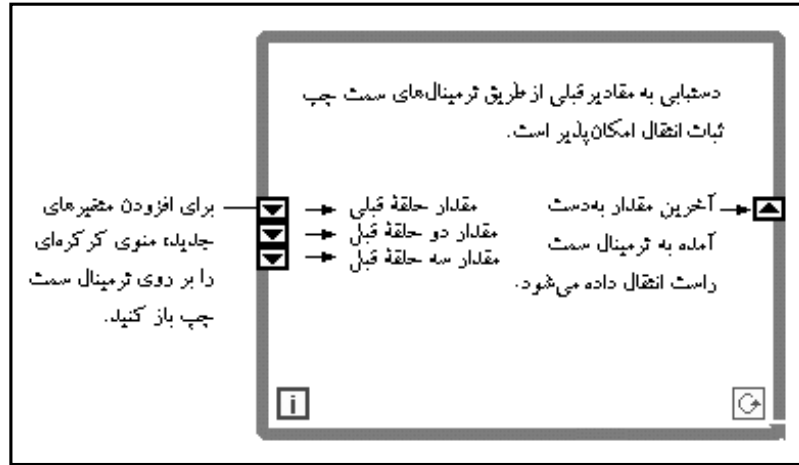 دستیابی به مقادیر قبلی از طریق ترمینال‌های سمت چپ
ثبات انتقال امکان‌پذیر است.
آخرین مقدار به‌دست
آمده به ترمینال سمت
راست انتقال داده می‌شود.
مقدار حلقهٔ قبلی
مقدار دو حلقهٔ قبل
مقدار سه حلقهٔ قبل
برای افزودن متغیرهای
جدید، منوی کرکره‌ای
را بر روی ترمینال سمت
چپ باز کنید.
i